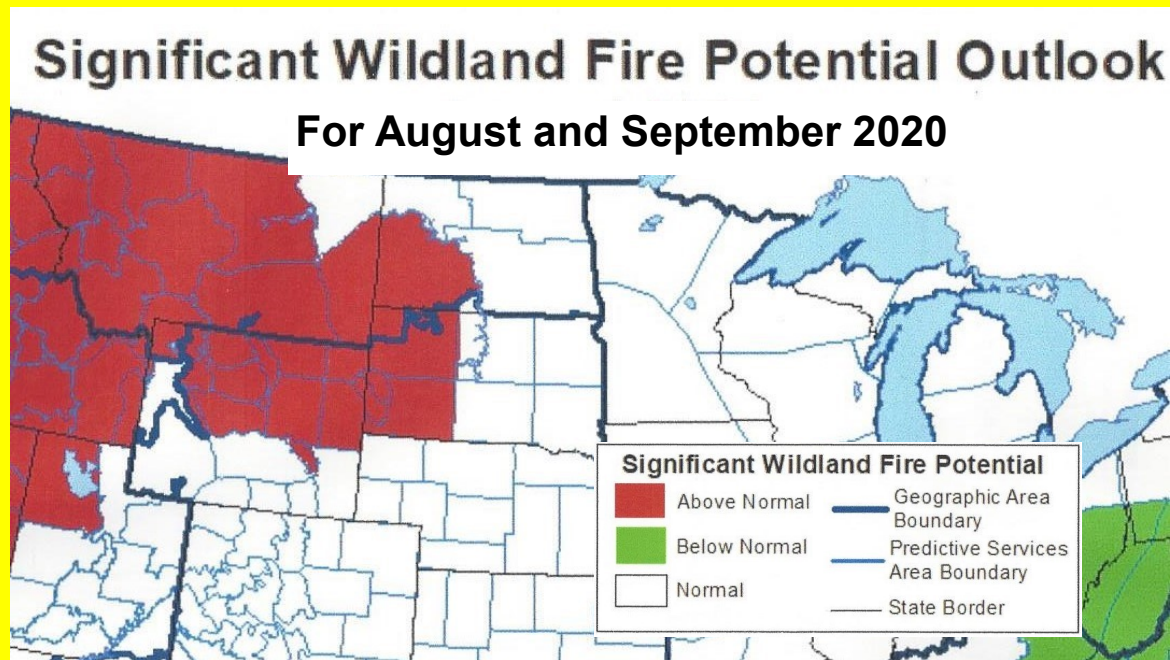 Significant Wildland Fire Potential Outlook
For August and September 2020
Significant Wildland Fire Potential
Above Normal
Below Normal
Normal
Geographic Area
Boundary
Predictive Services
Area Boundary
State Border